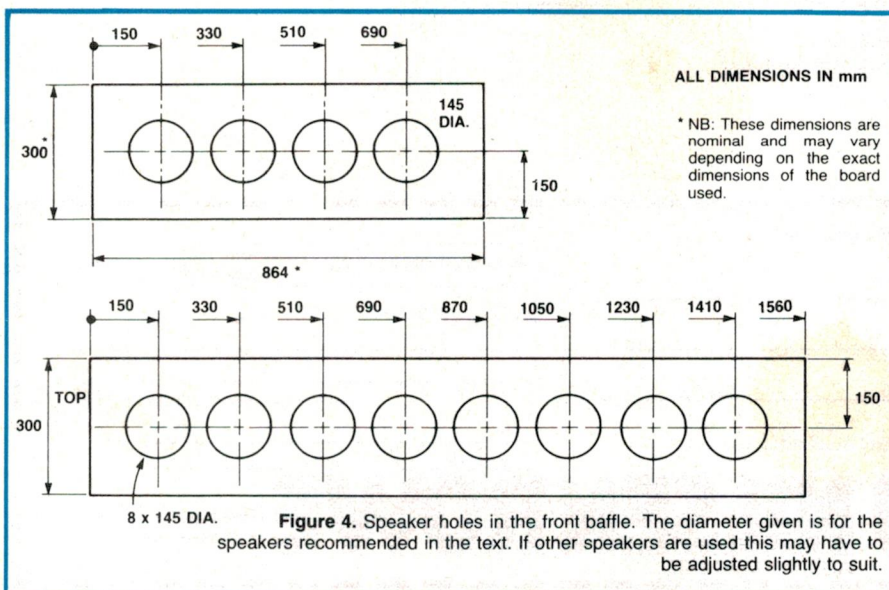 150 330 510 690
ALL DIMENSIONS IN mm
145
DIA.
* NB: These dimensions are
nominal and may vary
depending on the exact
dimensions of the board
used.
300*
150
864 *
150 330 510 690 870 1050 1230 1410 1560
TOP
300
150
8 x 145 DIA.
Figure 4. Speaker holes in the front baffle. The diameter given is for the
speakers recommended in the text. If other speakers are used this may have to
be adjusted slightly to suit.